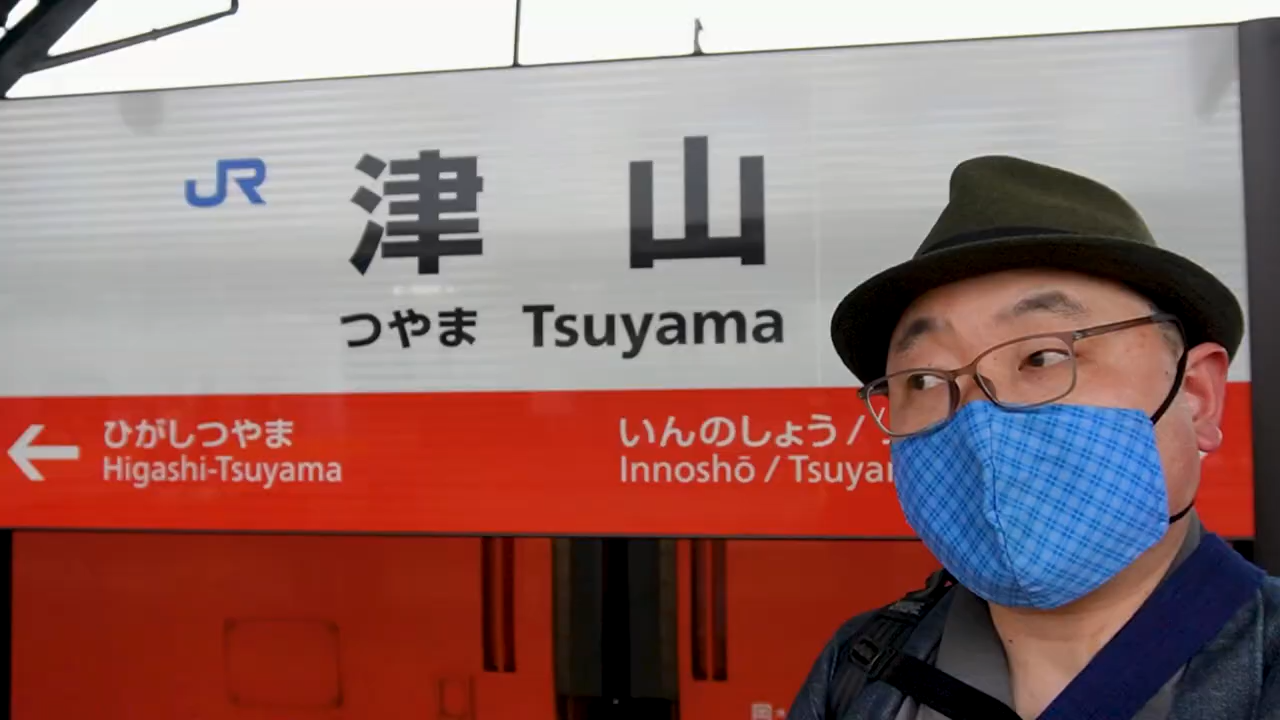 JR
津 山
つやま Tsuyama
ひがしつやま
Higashi-Tsuyama
いんのしょう /
Innoshō /